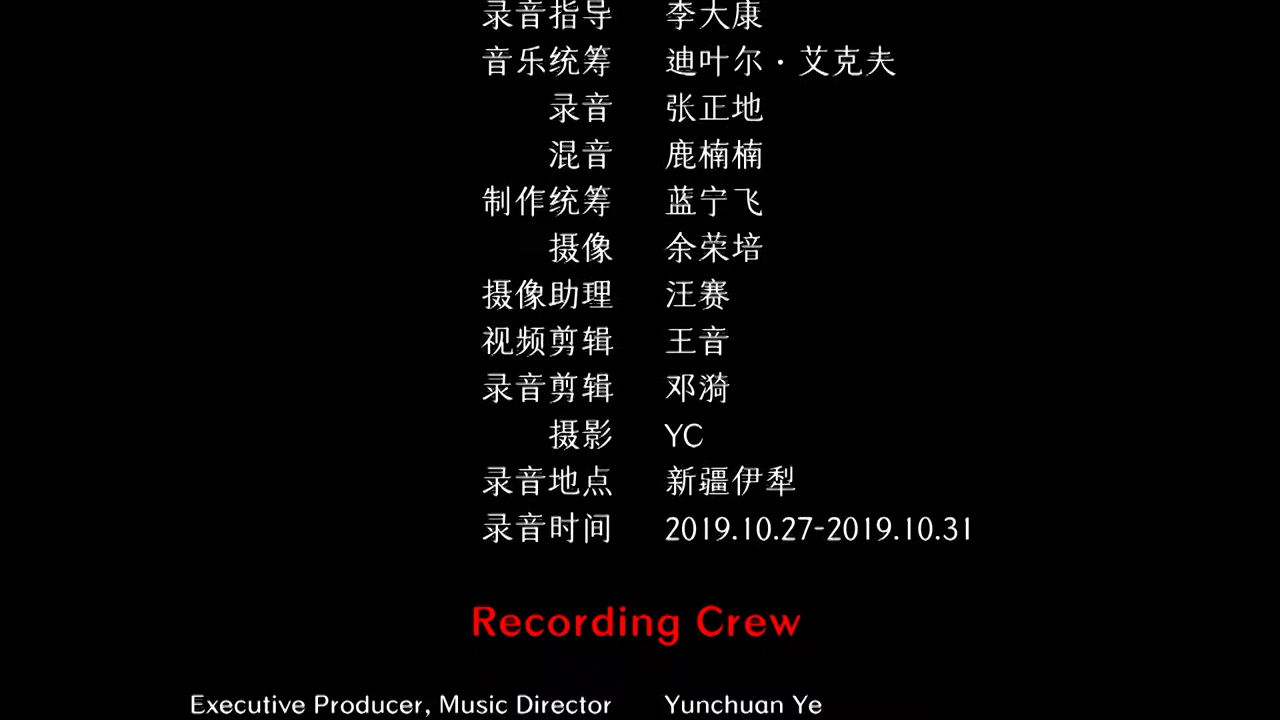 录音指导 李大康
音乐统筹 迪叶尔·艾克夫
录音 张正地
混音 鹿楠楠
制作统筹 蓝宁飞
摄像 余荣培
摄像助理 汪赛
视频剪辑 王音
录音剪辑 邓漪
摄影 YC
录音地点 新疆伊犁
录音时间 2019.10.27-2019.10.31
Recording Crew
Executive Producer, Music Director Yunchuan Ye